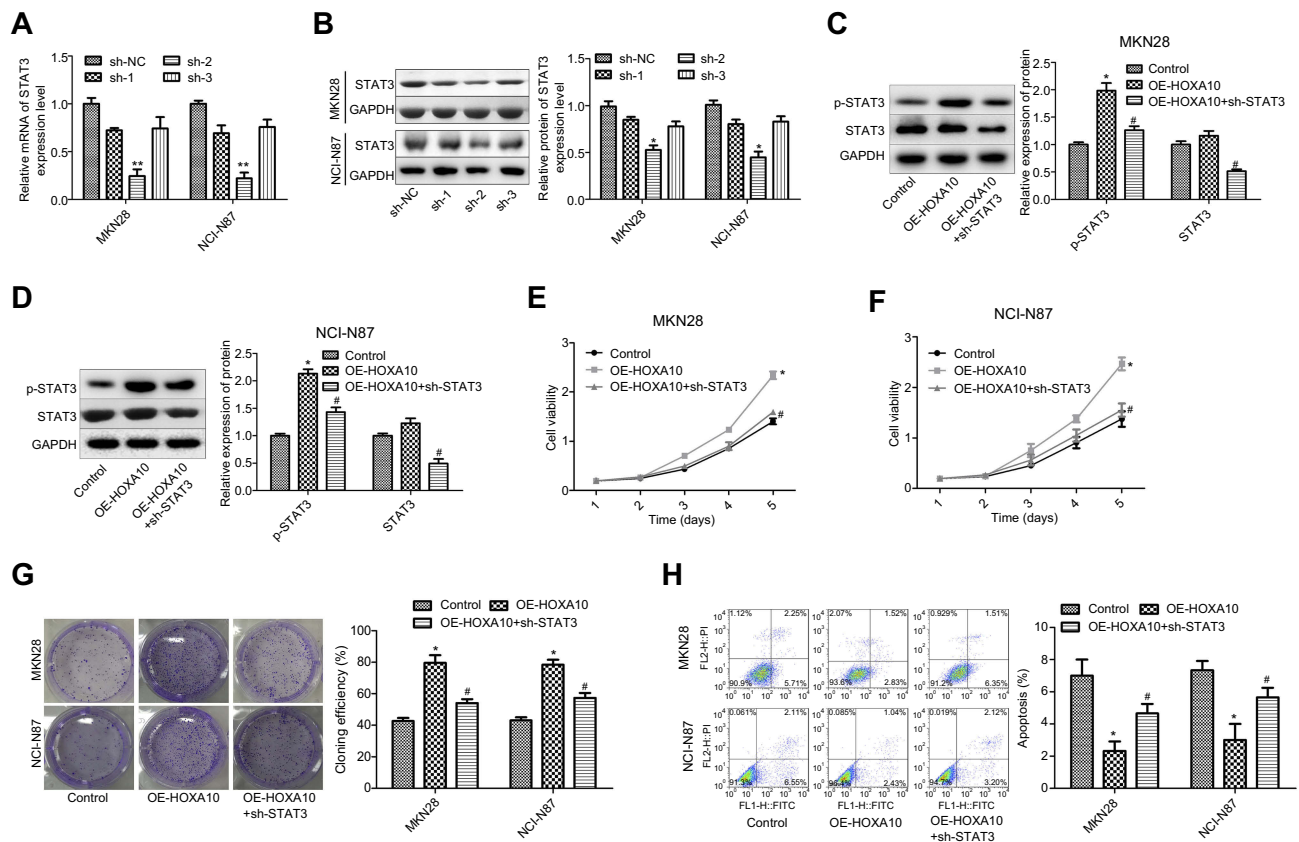 A
Relative mRNA of STAT3
expression level
sh-NC
sh-2
sh-1
sh-3
1.5
1.0
0.5
0.0
**
**
MKN28
NCI-N87
B
MKN28
STAT3
GAPDH
NCI-N87
STAT3
GAPDH
sh-NC
sh-1
sh-2
sh-3
Relative protein of STAT3
expression level
sh-NC
sh-2
sh-1
sh-3
1.5
1.0
0.5
0.0
*
*
MKN28
NCI-N87
C
p-STAT3
STAT3
GAPDH
Control
OE-HOXA10
OE-HOXA10
+sh-STAT3
MKN28
Relative expression of protein
Control
OE-HOXA10
OE-HOXA10+sh-STAT3
2.5
2.0
1.5
1.0
0.5
0.0
*
#
#
p-STAT3
STAT3
D
p-STAT3
STAT3
GAPDH
Control
OE-HOXA10
OE-HOXA10
+sh-STAT3
NCI-N87
Relative expression of protein
Control
OE-HOXA10
OE-HOXA10+sh-STAT3
2.5
2.0
1.5
1.0
0.5
0.0
*
#
#
p-STAT3
STAT3
E
MKN28
Cell viability
Control
OE-HOXA10
OE-HOXA10+sh-STAT3
3
2
1
0
*
#
1 2 3 4 5
Time (days)
F
NCI-N87
Cell viability
Control
OE-HOXA10
OE-HOXA10+sh-STAT3
3
2
1
0
*
#
1 2 3 4 5
Time (days)
G
MKN28
NCI-N87
Control
OE-HOXA10
OE-HOXA10
+sh-STAT3
Cloning efficiency (%)
Control
OE-HOXA10
OE-HOXA10+sh-STAT3
100
80
60
40
20
0
*
#
*
#
MKN28
NCI-N87
H
MKN28
FL2-H::PI
1.12% 2.25%
90.9% 5.71%
2.07% 1.52%
93.6% 2.83%
0.929% 1.51%
91.2% 6.35%
NCI-N87
FL2-H::PI
0.061% 2.11%
91.3% 6.55%
0.085% 1.04%
96.4% 2.43%
0.019% 2.12%
94.7% 3.20%
FL1-H::FITC
FL1-H::FITC
FL1-H::FITC
Control
OE-HOXA10
OE-HOXA10
+sh-STAT3
Apoptosis (%)
Control
OE-HOXA10
OE-HOXA10+sh-STAT3
10
8
6
4
2
0
*
#
*
#
MKN28
NCI-N87